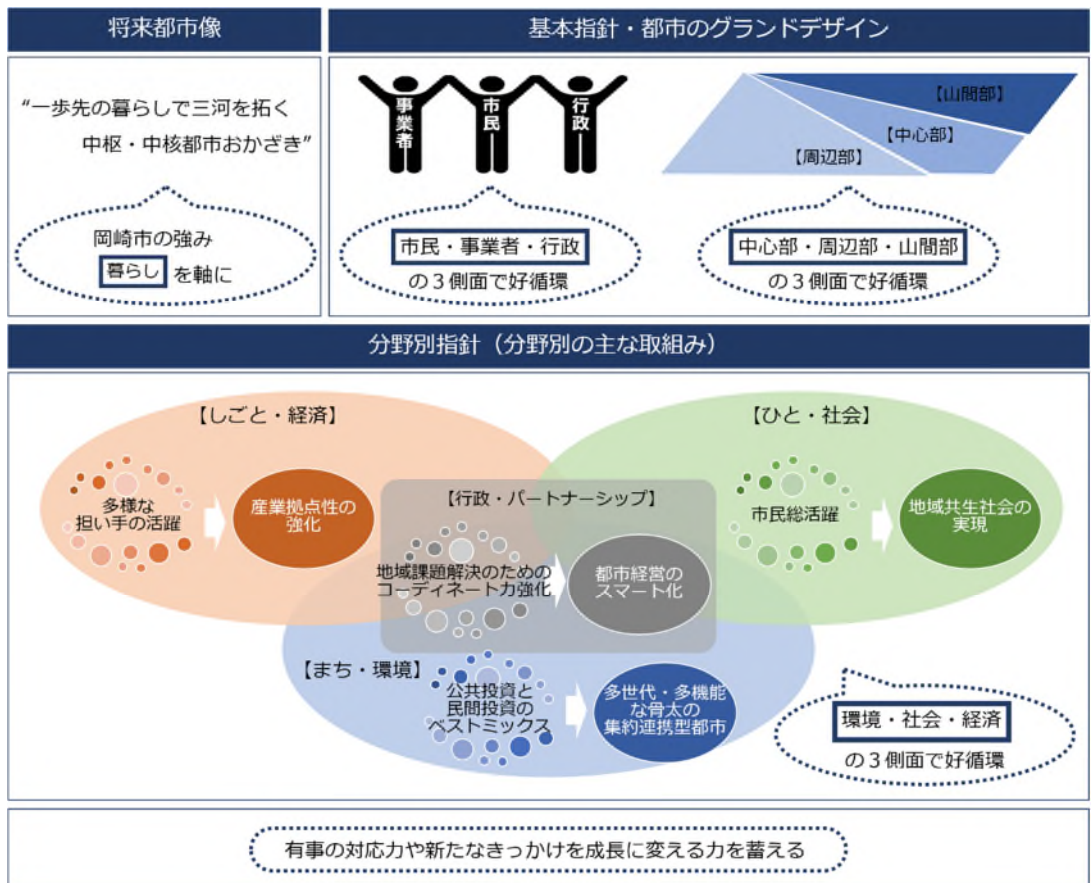 将来都市像
“一歩先の暮らしで三河を拓く
中枢・中核都市おかざき”
岡崎市の強み
暮らし を軸に
基本指針・都市のグランドデザイン
事業者
市民
行政
市民・事業者・行政
の３側面で好循環
【山間部】
【中心部】
【周辺部】
中心部・周辺部・山間部
の３側面で好循環
分野別指針（分野別の主な取組み）
【しごと・経済】
多様な
担い手の活躍
産業拠点性の
強化
【ひと・社会】
市民総活躍
地域共生社会の
実現
【行政・パートナーシップ】
地域課題解決のための
コーディネート力強化
都市経営の
スマート化
【まち・環境】
公共投資と
民間投資の
ベストミックス
多世代・多機能
な骨太の
集約連携型都市
環境・社会・経済
の３側面で好循環
有事の対応力や新たなきっかけを成長に変える力を蓄える